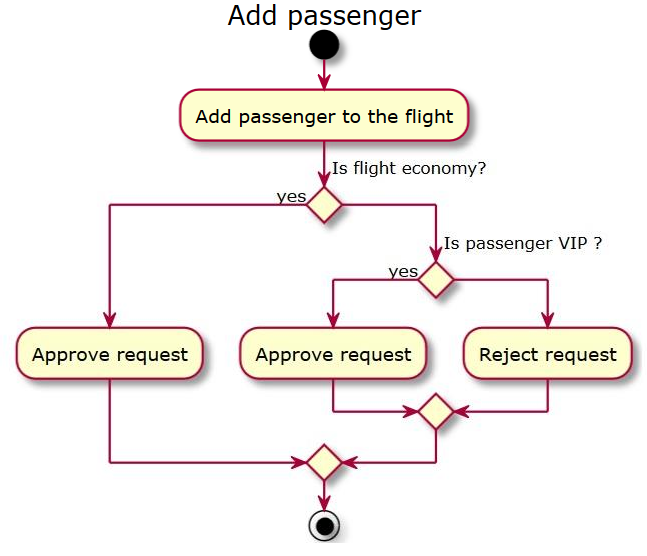 Add passenger
Add passenger to the flight
Is flight economy?
yes
Is passenger VIP ?
yes
Approve request
Approve request
Reject request